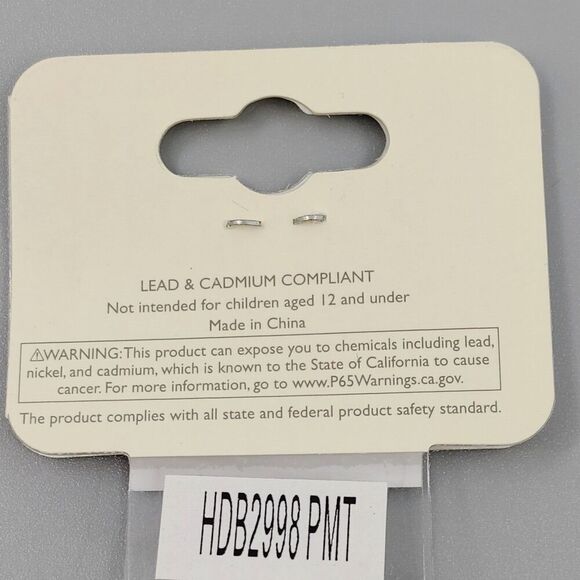 LEAD & CADMIUM COMPLIANT
Not intended for children aged 12 and under
Made in China
⚠WARNING: This product can expose you to chemicals including lead,
nickel, and cadmium, which is known to the State of California to cause
cancer. For more information, go to www.P65Warnings.ca.gov.
The product complies with all state and federal product safety standard.
HDB2998 PMT